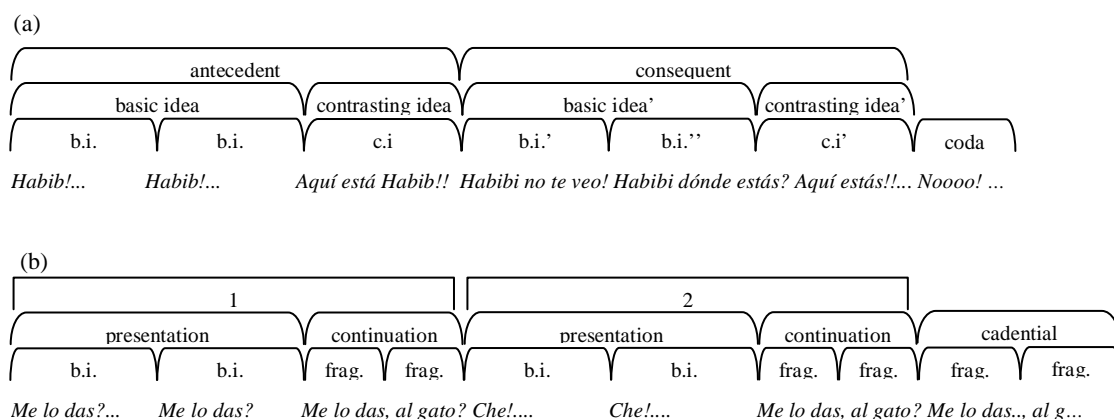 (a)
antecedent consequent
basic idea contrasting idea basic idea’ contrasting idea’
b.i. b.i. c.i b.i.’ b.i.’’ c.i’ coda
Habib!... Habib!... Aquí está Habib!! Habibi no te veo! Habibi dónde estás? Aquí estás!!... Noooo! …
(b)
1 2
presentation continuation presentation continuation cadential
b.i. b.i. frag. frag. b.i. b.i. frag. frag. frag. frag.
Me lo das?... Me lo das? Me lo das, al gato? Che!.... Che!.... Me lo das, al gato? Me lo das.., al g…